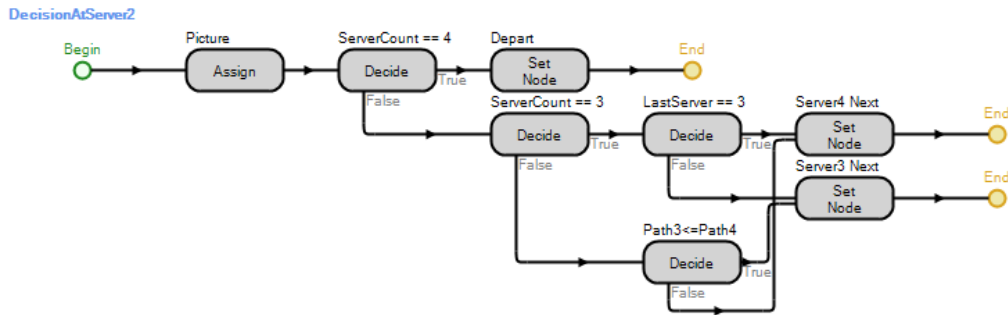 DecisionAtServer2
Begin
Picture
Assign
ServerCount == 4
Decide
True
False
Depart
Set
Node
End
ServerCount == 3
Decide
True
False
LastServer == 3
Decide
True
False
Server4 Next
Set
Node
End
Server3 Next
Set
Node
End
Path3<=Path4
Decide
True
False